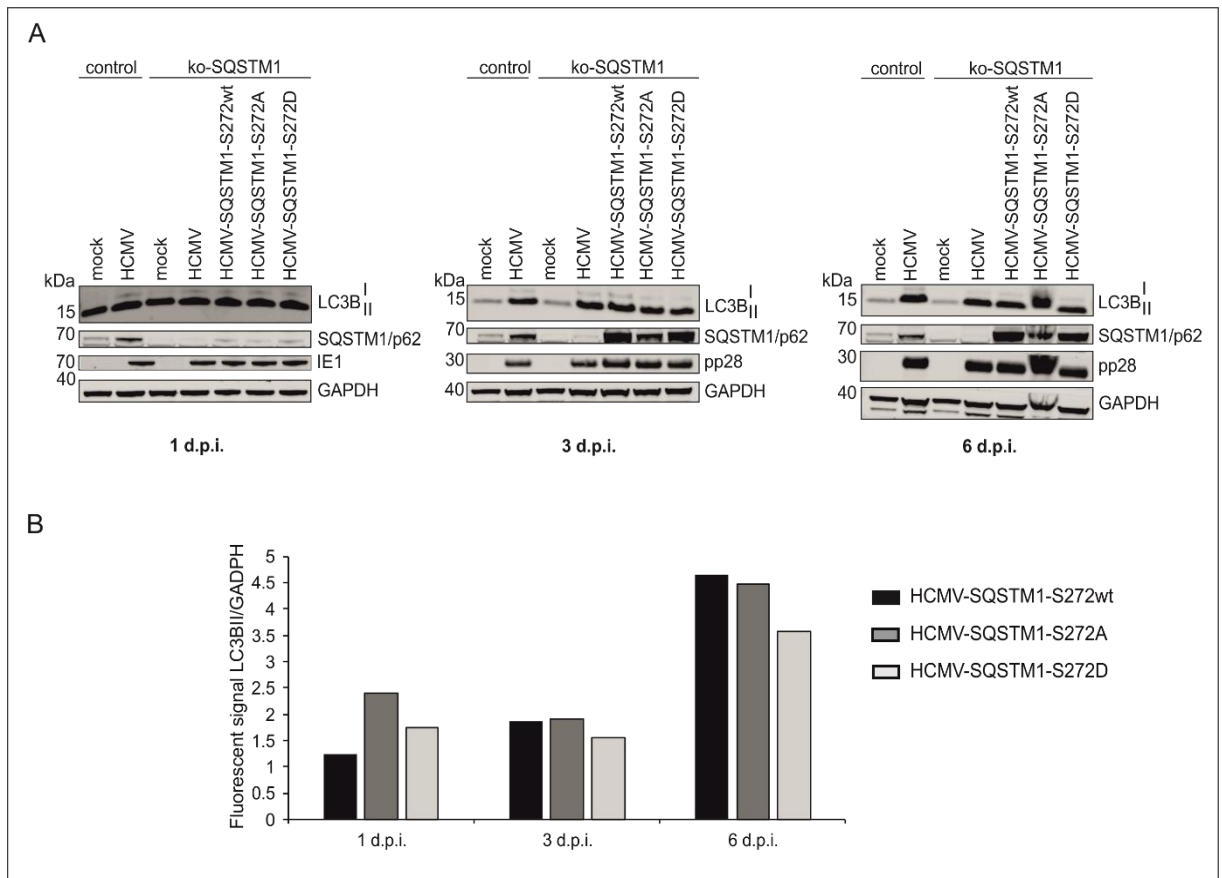 A
control ko-SQSTM1
mock
HCMV
mock
HCMV
HCMV-SQSTM1-S272wt
HCMV-SQSTM1-S272A
HCMV-SQSTM1-S272D
kDa
15
70
70
40
LC3B I
II
SQSTM1/p62
IE1
GAPDH
1 d.p.i.
control ko-SQSTM1
mock
HCMV
mock
HCMV
HCMV-SQSTM1-S272wt
HCMV-SQSTM1-S272A
HCMV-SQSTM1-S272D
kDa
15
70
30
40
LC3B I
II
SQSTM1/p62
pp28
GAPDH
3 d.p.i.
control ko-SQSTM1
mock
HCMV
mock
HCMV
HCMV-SQSTM1-S272wt
HCMV-SQSTM1-S272A
HCMV-SQSTM1-S272D
kDa
15
70
30
40
LC3B I
II
SQSTM1/p62
pp28
GAPDH
6 d.p.i.
B
Fluorescent signal LC3BII/GADPH
5
4.5
4
3.5
3
2.5
2
1.5
1
0.5
0
1 d.p.i.
3 d.p.i.
6 d.p.i.
HCMV-SQSTM1-S272wt
HCMV-SQSTM1-S272A
HCMV-SQSTM1-S272D